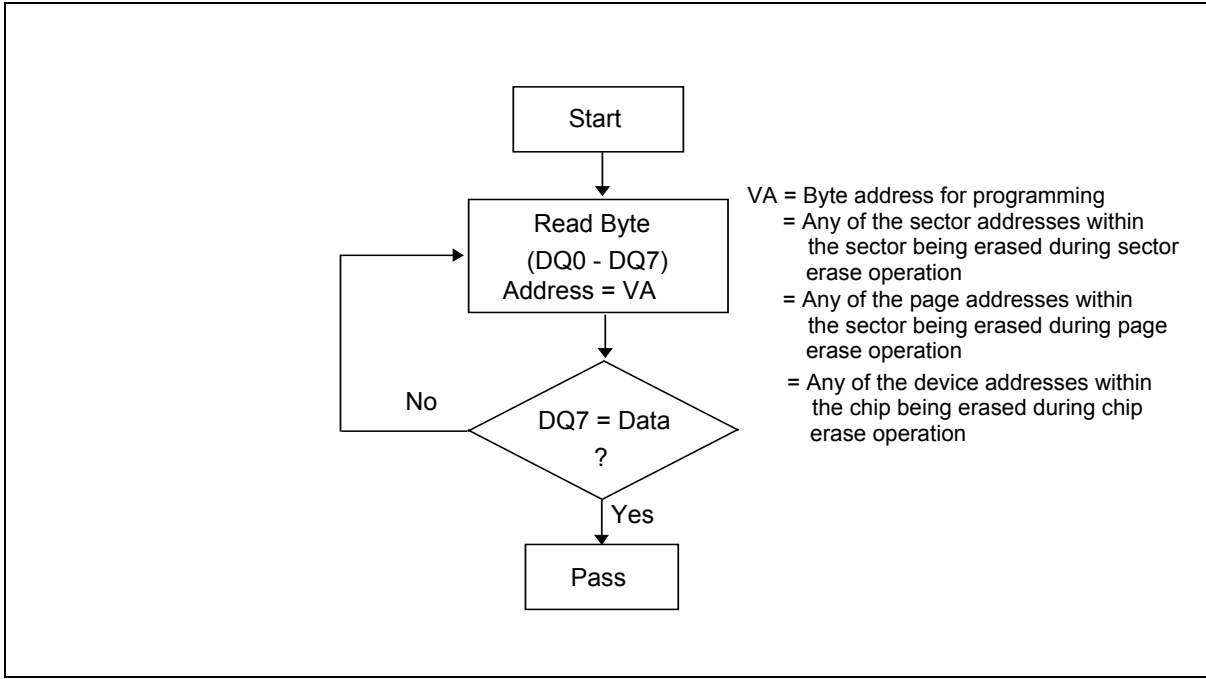 Start
Read Byte
(DQ0 - DQ7)
Address = VA
VA = Byte address for programming
= Any of the sector addresses within
the sector being erased during sector
erase operation
= Any of the page addresses within
the sector being erased during page
erase operation
= Any of the device addresses within
the chip being erased during chip
erase operation
No
DQ7 = Data
?
Yes
Pass